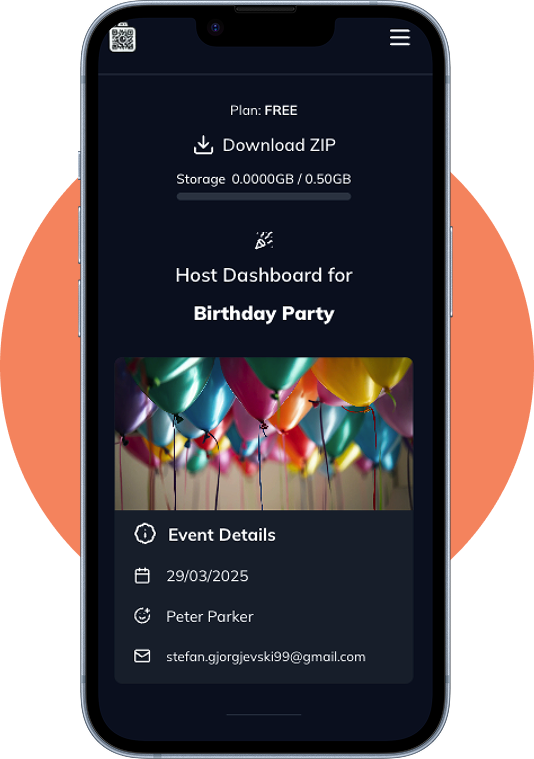 Plan: FREE
Download ZIP
Storage 0.0000GB / 0.50GB
Host Dashboard for
Birthday Party
Event Details
29/03/2025
Peter Parker
stefan.gjorgjevski99@gmail.com